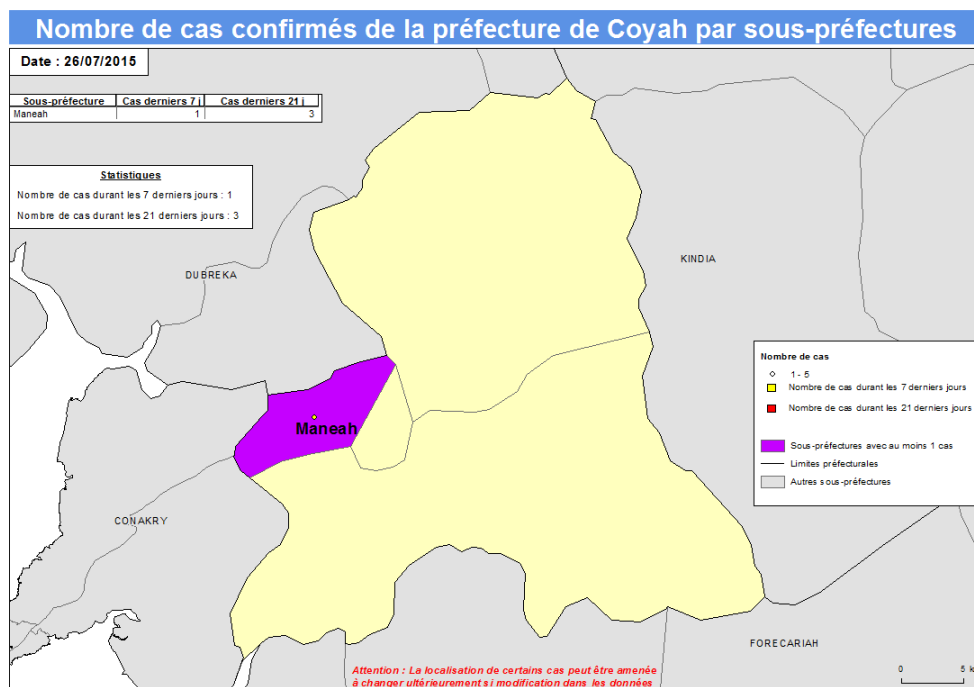 Nombre de cas confirmés de la préfecture de Coyah par sous-préfectures
Date : 26/07/2015
Sous-préfecture Cas derniers 7 j Cas derniers 21 j
Maneah 1 3
Statistiques
Nombre de cas durant les 7 derniers jours : 1
Nombre de cas durant les 21 derniers jours : 3
DUBREKA
KINDIA
Maneah
CONAKRY
FORECARIAH
Nombre de cas
1 - 5
Nombre de cas durant les 7 derniers jours
Nombre de cas durant les 21 derniers jours
Sous-préfectures avec au moins 1 cas
Limites préfecturales
Autres sous-préfectures
Attention : La localisation de certains cas peut être amenée
à changer ultérieurement si modification dans les données
0 5 k